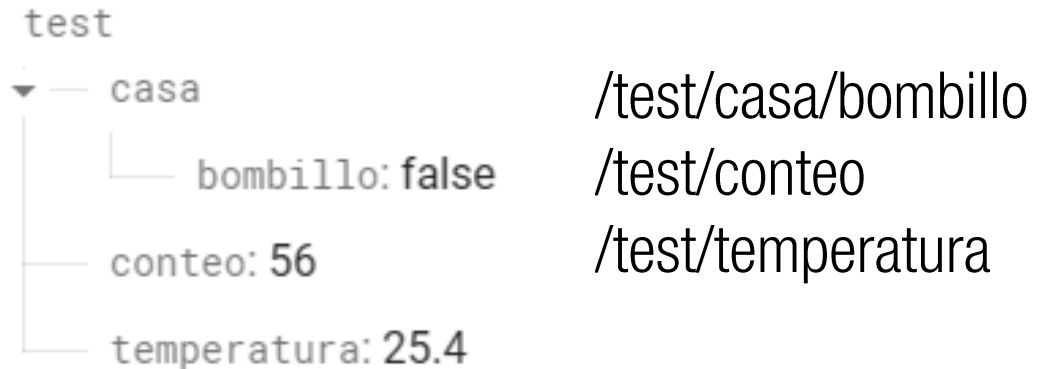 test
casa
bombillo: false
conteo: 56
temperatura: 25.4
/test/casa/bombillo
/test/conteo
/test/temperatura